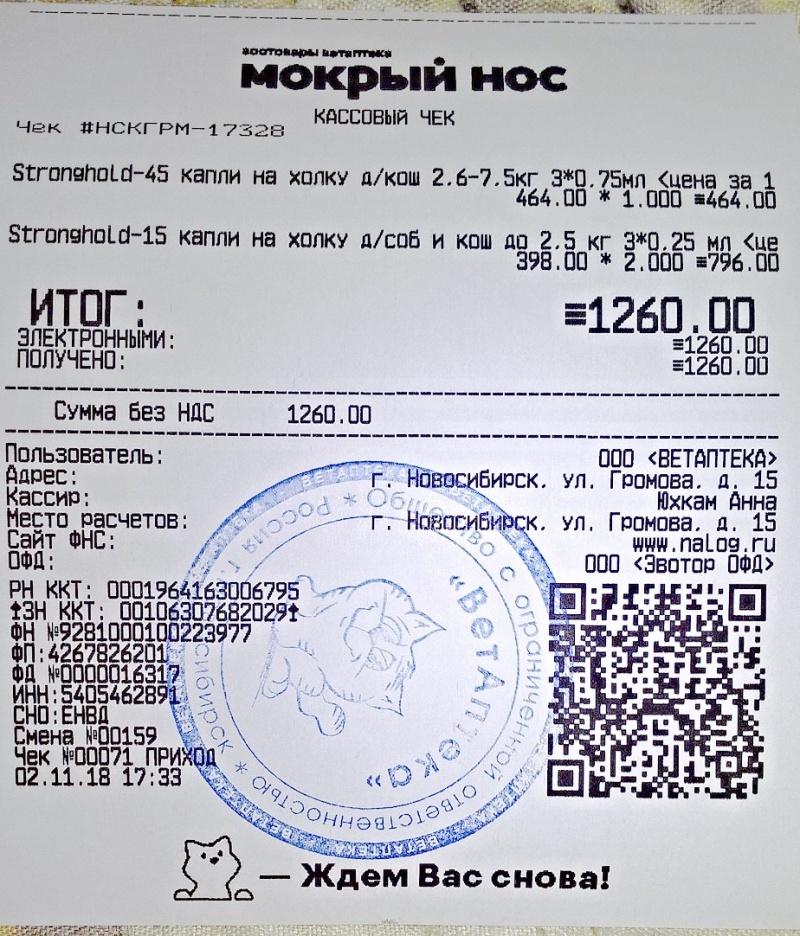 зоотовары ветаптека
мокрый нос
КАССОВЫЙ ЧЕК
Чек #НСКГРМ-17328
Stronghold-45 капли на холку д/кош 2.6-7.5кг 3*0.75мл <цена за 1
464.00 * 1.000 ≡464.00
Stronghold-15 капли на холку д/соб и кош до 2.5 кг 3*0.25 мл <це
398.00 * 2.000 ≡796.00
ИТОГ: ≡1260.00
ЭЛЕКТРОННЫМИ: ≡1260.00
ПОЛУЧЕНО: ≡1260.00
Сумма без НДС 1260.00
Пользователь: ООО <ВЕТАПТЕКА>
Адрес: г. Новосибирск, ул. Громова, д. 15
Кассир: Юхкам Анна
Место расчетов: г. Новосибирск, ул. Громова, д. 15
Сайт ФНС: www.nalog.ru
ОФД: ООО <Эвотор ОФД>
РН ККТ: 0001964163006795
↑ЗН ККТ: 00106307682029↑
ФН №9281000100223977
ФП:4267826201
ФД №0000016317
ИНН:5405462891
СНО:ЕНВД
Смена №00159
Чек №00071 ПРИХОД
02.11.18 17:33
Общество с ограниченной ответственностью
"ВетАптека"
— Ждем Вас снова!